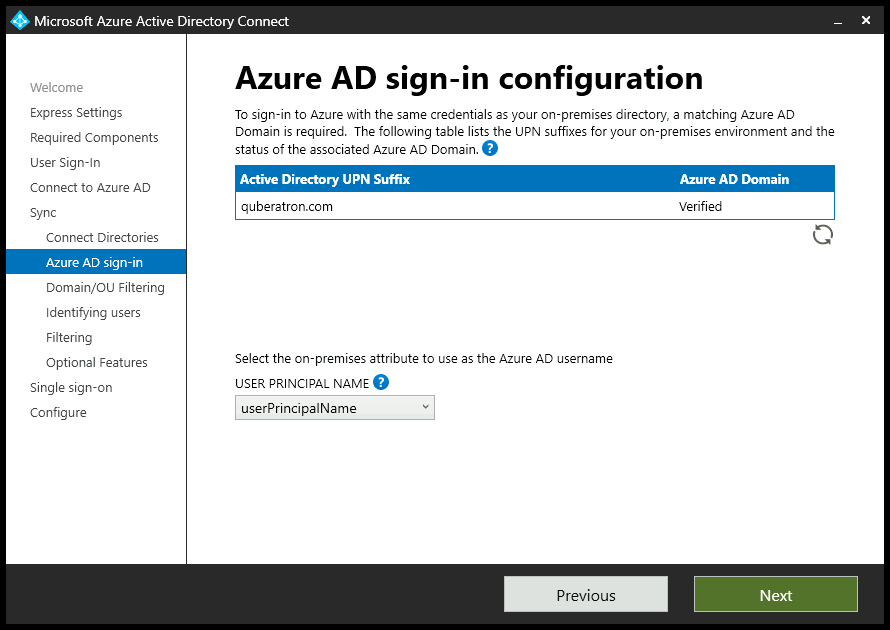 Microsoft Azure Active Directory Connect
Welcome
Express Settings
Required Components
User Sign-In
Connect to Azure AD
Sync
Connect Directories
Azure AD sign-in
Domain/OU Filtering
Identifying users
Filtering
Optional Features
Single sign-on
Configure
Azure AD sign-in configuration
To sign-in to Azure with the same credentials as your on-premises directory, a matching Azure AD
Domain is required.  The following table lists the UPN suffixes for your on-premises environment and the
status of the associated Azure AD Domain. ?
Active Directory UPN Suffix Azure AD Domain
quberatron.com Verified
Select the on-premises attribute to use as the Azure AD username
USER PRINCIPAL NAME ?
userPrincipalName
Previous Next